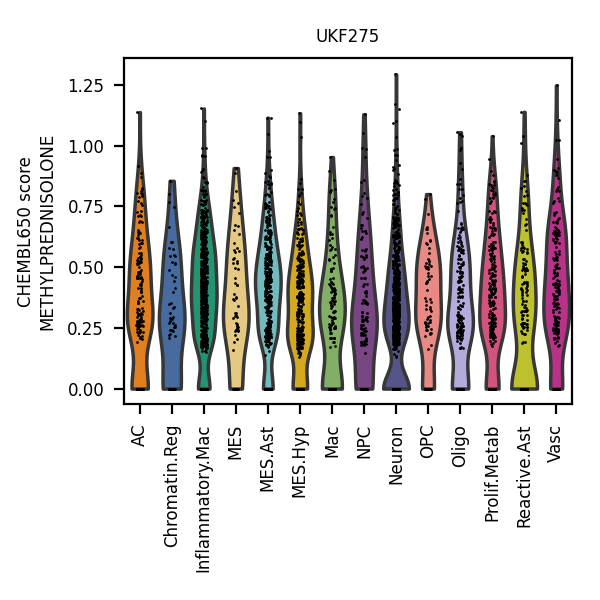 UKF275
CHEMBL650 score
METHYLPREDNISOLONE
1.25
1.00
0.75
0.50
0.25
0.00
AC
Chromatin.Reg
Inflammatory.Mac
MES
MES.Ast
MES.Hyp
Mac
NPC
Neuron
OPC
Oligo
Prolif.Metab
Reactive.Ast
Vasc